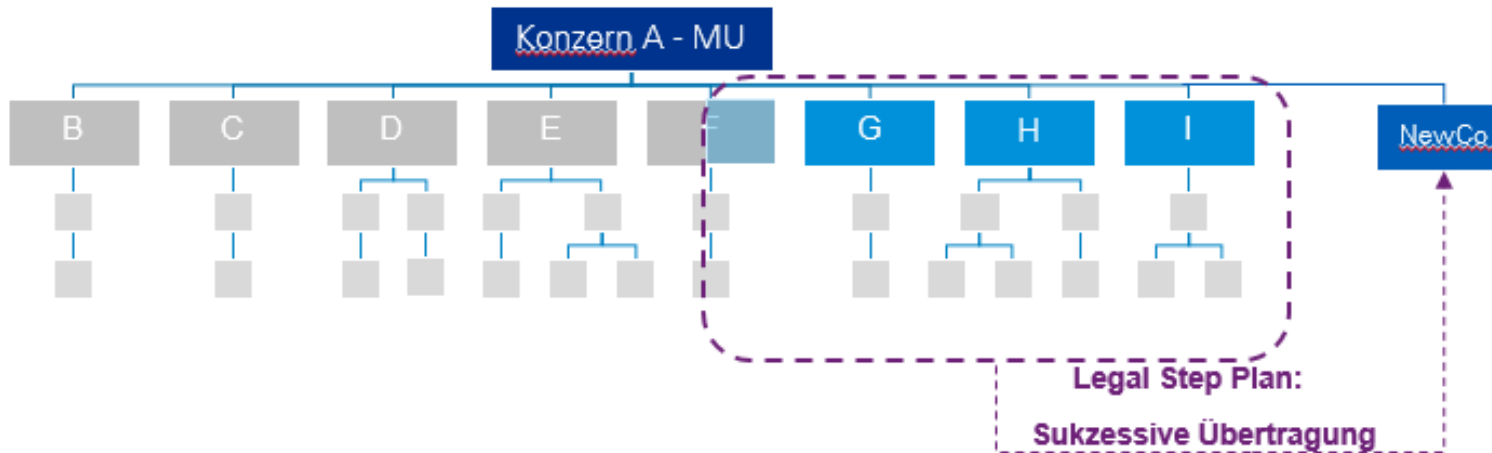 Konzern A - MU
B
C
D
E
F
G
H
I
NewCo
Legal Step Plan:
Sukzessive Übertragung